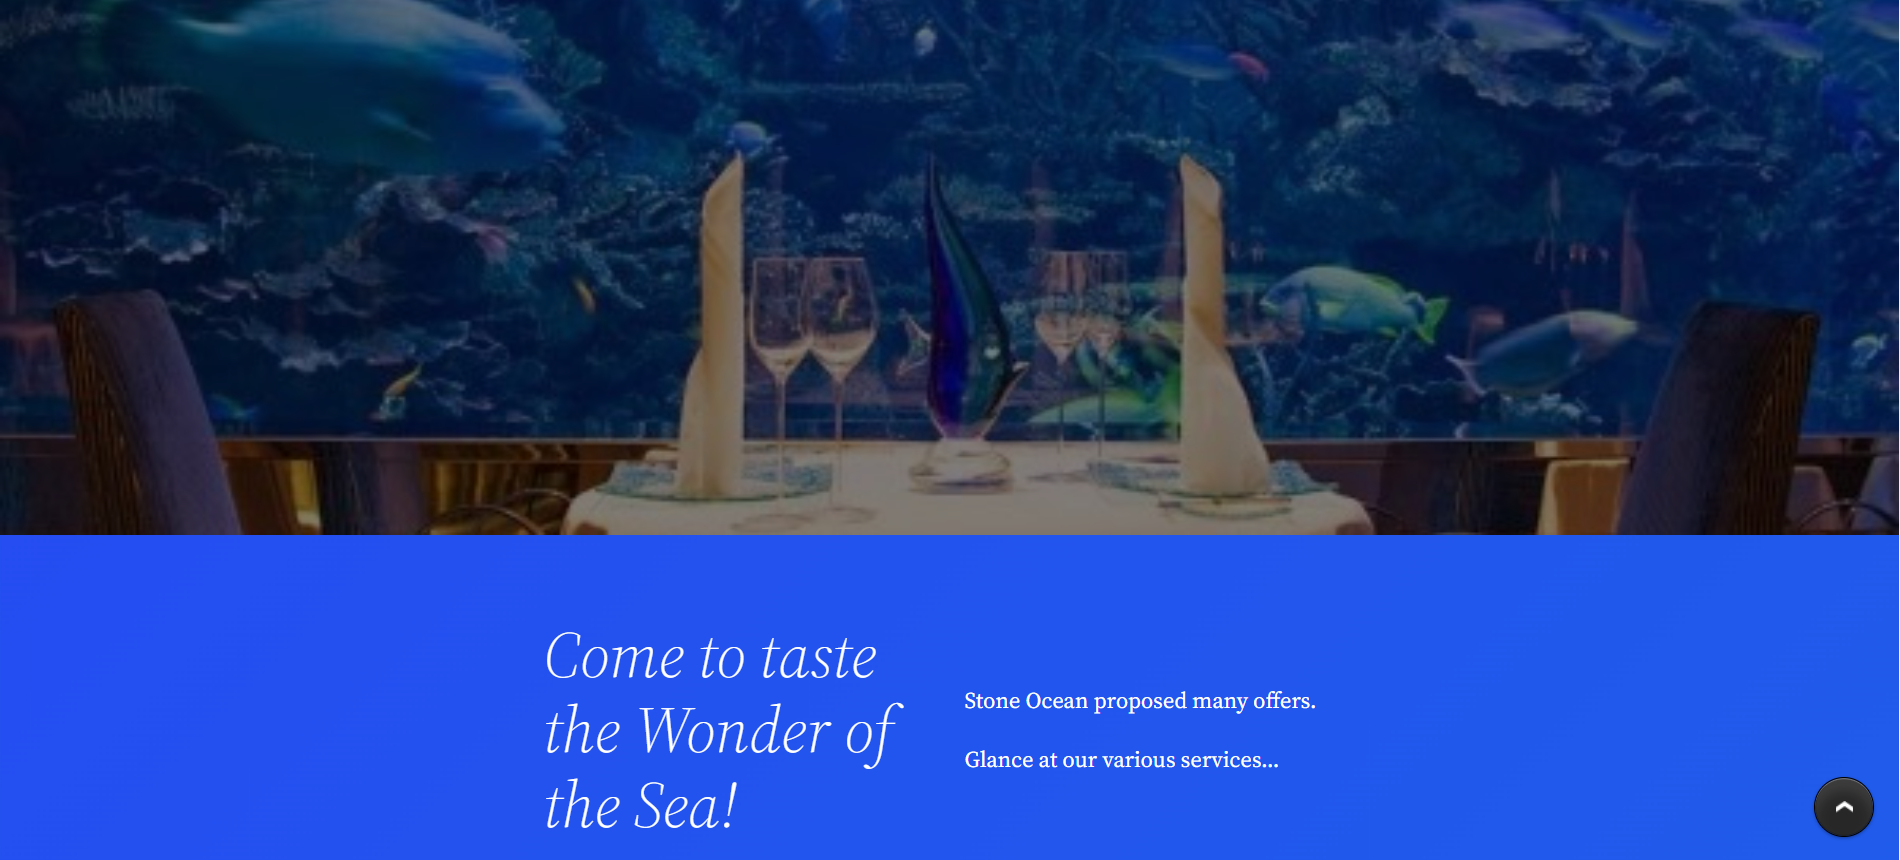 Come to taste
the Wonder of
the Sea!
Stone Ocean proposed many offers.
Glance at our various services...